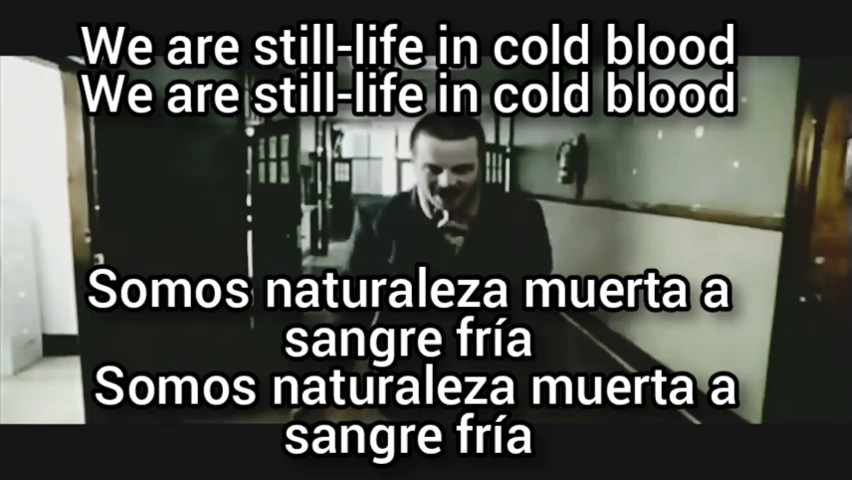 We are still-life in cold blood
We are still-life in cold blood
Somos naturaleza muerta a
sangre fría
Somos naturaleza muerta a
sangre fría